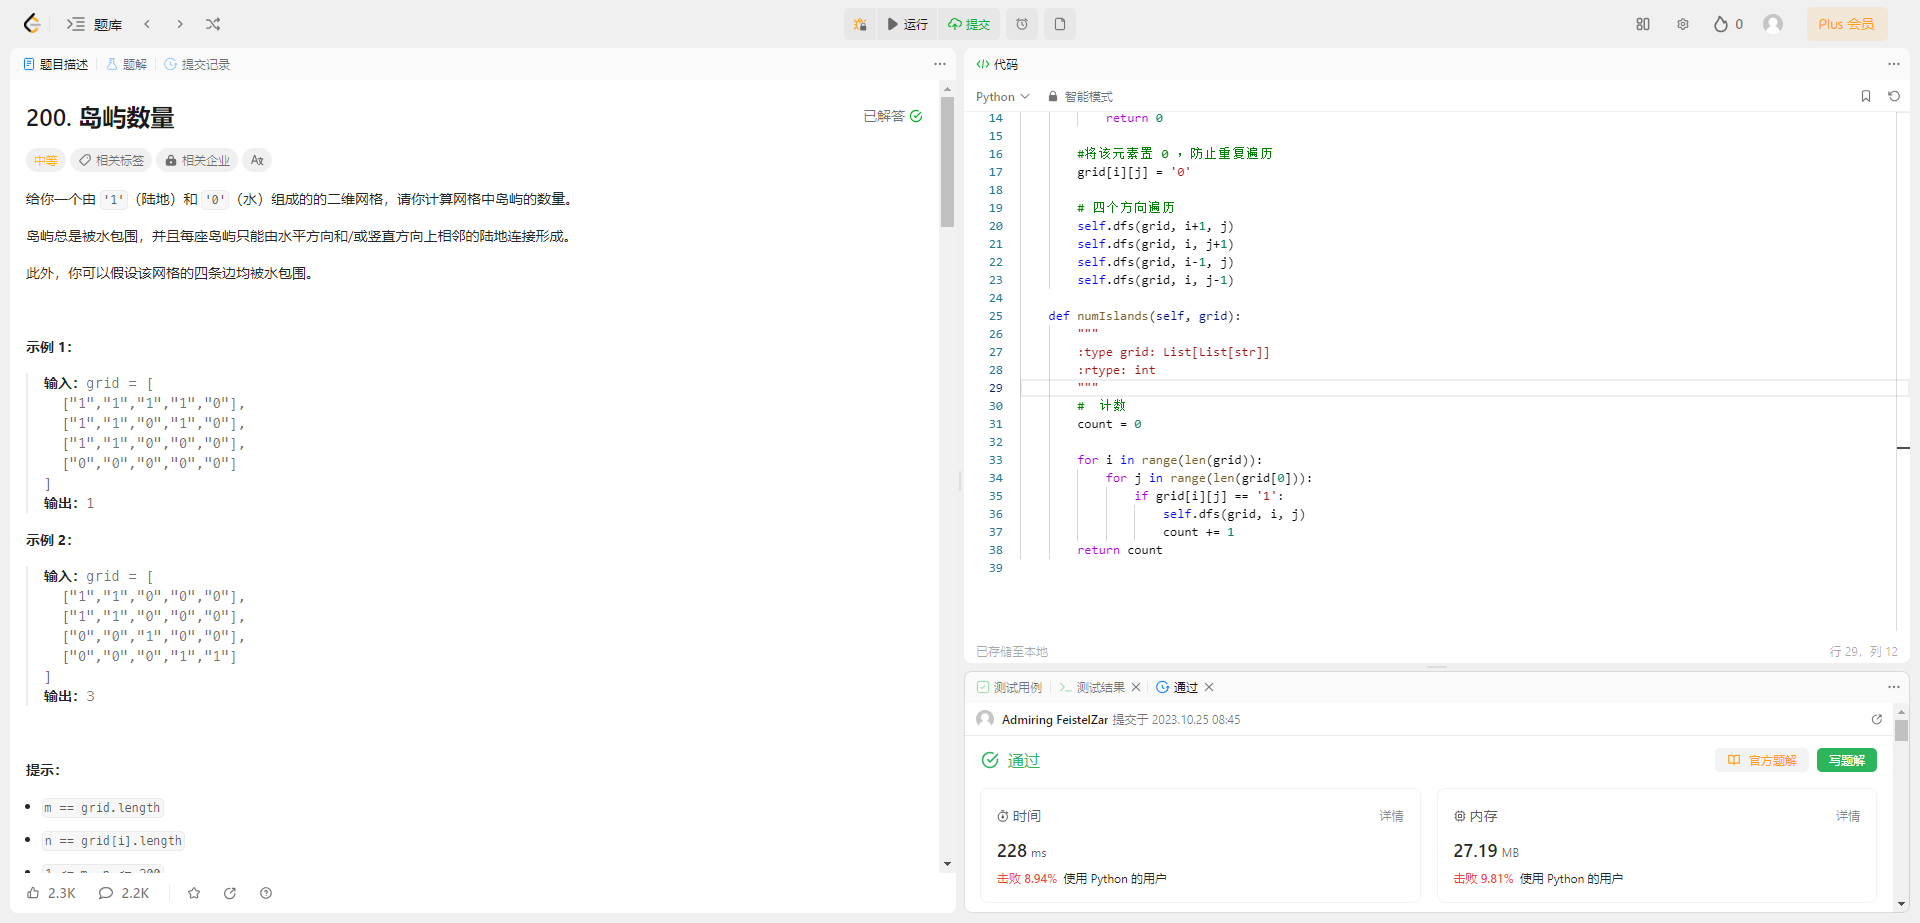 题库
运行
提交
0
Plus 会员
题目描述
题解
提交记录
200. 岛屿数量
已解答
中等
相关标签
相关企业
给你一个由 '1'（陆地）和 '0'（水）组成的的二维网格，请你计算网格中岛屿的数量。
岛屿总是被水包围，并且每座岛屿只能由水平方向和/或竖直方向上相邻的陆地连接形成。
此外，你可以假设该网格的四条边均被水包围。
示例 1：
输入：grid = [
["1","1","1","1","0"],
["1","1","0","1","0"],
["1","1","0","0","0"],
["0","0","0","0","0"]
]
输出：1
示例 2：
输入：grid = [
["1","1","0","0","0"],
["1","1","0","0","0"],
["0","0","1","0","0"],
["0","0","0","1","1"]
]
输出：3
提示：
m == grid.length
n == grid[i].length
1 <= m, n <= 300
2.3K
2.2K
代码
Python
智能模式
14 return 0
15
16 #将该元素置 0 ，防止重复遍历
17 grid[i][j] = '0'
18
19 # 四个方向遍历
20 self.dfs(grid, i+1, j)
21 self.dfs(grid, i, j+1)
22 self.dfs(grid, i-1, j)
23 self.dfs(grid, i, j-1)
24
25 def numIslands(self, grid):
26 """
27 :type grid: List[List[str]]
28 :rtype: int
29 """
30 # 计数
31 count = 0
32
33 for i in range(len(grid)):
34 for j in range(len(grid[0])):
35 if grid[i][j] == '1':
36 self.dfs(grid, i, j)
37 count += 1
38 return count
39
已存储至本地
行 29，列 12
测试用例
测试结果
通过
Admiring FeistelZar 提交于 2023.10.25 08:45
通过
官方题解
写题解
时间
详情
228 ms
击败 8.94% 使用 Python 的用户
内存
详情
27.19 MB
击败 9.81% 使用 Python 的用户